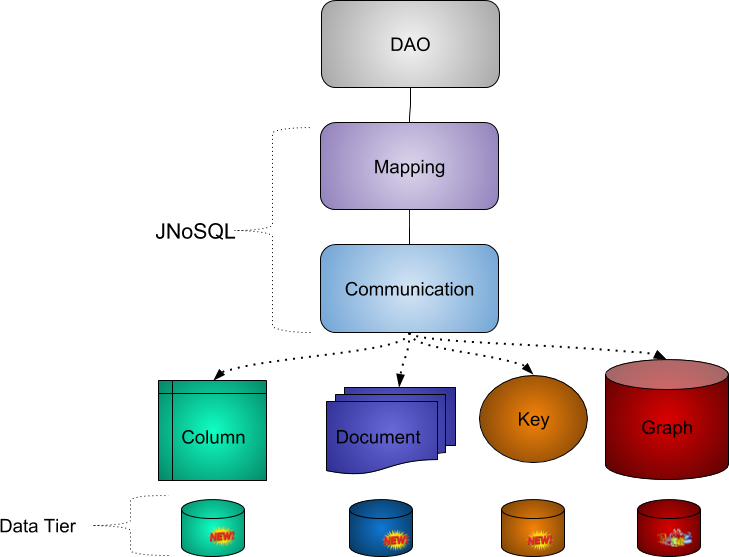 DAO
Mapping
JNoSQL
Communication
Column
Document
Key
Graph
Data Tier
NEW!
NEW!
NEW!